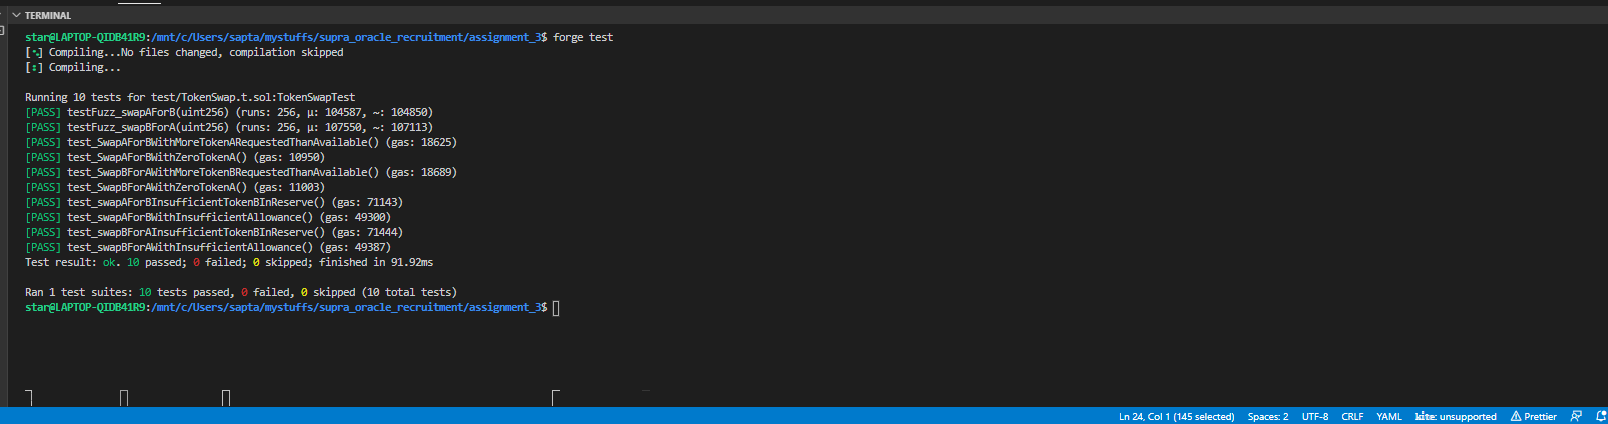 TERMINAL
star@LAPTOP-QIDB41R9:/mnt/c/Users/sapta/mystuffs/supra_oracle_recruitment/assignment_3$ forge test
[⠢] Compiling...No files changed, compilation skipped
[⠆] Compiling...
Running 10 tests for test/TokenSwap.t.sol:TokenSwapTest
[PASS] testFuzz_swapAForB(uint256) (runs: 256, μ: 104587, ~: 104850)
[PASS] testFuzz_swapBForA(uint256) (runs: 256, μ: 107550, ~: 107113)
[PASS] test_SwapAForBWithMoreTokenARequestedThanAvailable() (gas: 18625)
[PASS] test_SwapAForBWithZeroTokenA() (gas: 10950)
[PASS] test_SwapBForAWithMoreTokenBRequestedThanAvailable() (gas: 18689)
[PASS] test_SwapBForAWithZeroTokenA() (gas: 11003)
[PASS] test_swapAForBInsufficientTokenBInReserve() (gas: 71143)
[PASS] test_swapAForBWithInsufficientAllowance() (gas: 49300)
[PASS] test_swapBForAInsufficientTokenBInReserve() (gas: 71444)
[PASS] test_swapBForAWithInsufficientAllowance() (gas: 49387)
Test result: ok. 10 passed; 0 failed; 0 skipped; finished in 91.92ms
Ran 1 test suites: 10 tests passed, 0 failed, 0 skipped (10 total tests)
star@LAPTOP-QIDB41R9:/mnt/c/Users/sapta/mystuffs/supra_oracle_recruitment/assignment_3$
Ln 24, Col 1 (145 selected) Spaces: 2 UTF-8 CRLF YAML kite: unsupported Prettier